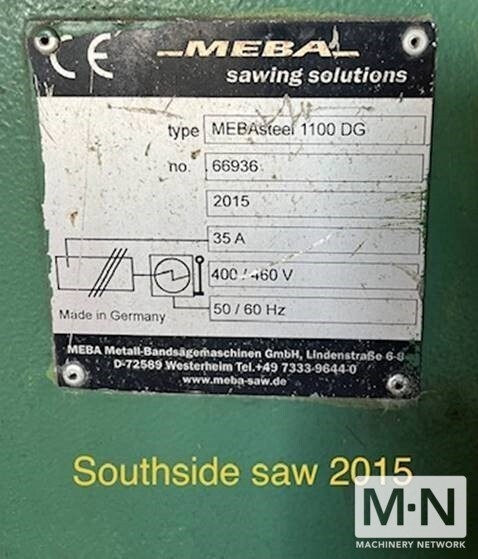 CE MEBA
sawing solutions
type MEBAsteel 1100 DG
no. 66936
2015
35 A
400 / 460 V
50 / 60 Hz
Made in Germany
MEBA Metall-Bandsägemaschinen GmbH, Lindenstraße 6-8
D-72589 Westerheim Tel.+49 7333-9644-0
www.meba-saw.de
Southside saw 2015
M·N
MACHINERY NETWORK